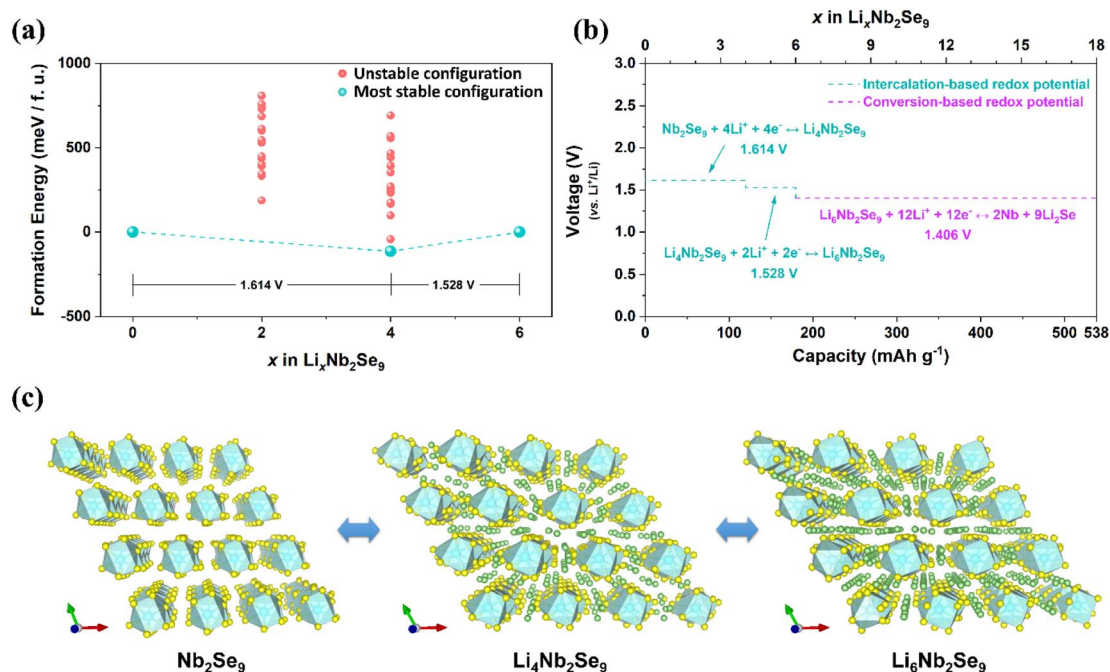 (a)
Formation Energy (meV / f. u.)
1000
500
0
-500
Unstable configuration
Most stable configuration
1.614 V
1.528 V
0
2
4
6
x in LiₓNb₂Se₉
(b)
x in LiₓNb₂Se₉
0
3
6
9
12
15
18
Voltage (V)
(vs. Li⁺/Li)
3.0
2.5
2.0
1.5
1.0
0.5
0.0
Intercalation-based redox potential
Conversion-based redox potential
Nb₂Se₉ + 4Li⁺ + 4e⁻ ↔ Li₄Nb₂Se₉
1.614 V
Li₆Nb₂Se₉ + 12Li⁺ + 12e⁻ ↔ 2Nb + 9Li₂Se
1.406 V
Li₄Nb₂Se₉ + 2Li⁺ + 2e⁻ ↔ Li₆Nb₂Se₉
1.528 V
0
100
200
300
400
500
538
Capacity (mAh g⁻¹)
(c)
Nb₂Se₉
Li₄Nb₂Se₉
Li₆Nb₂Se₉